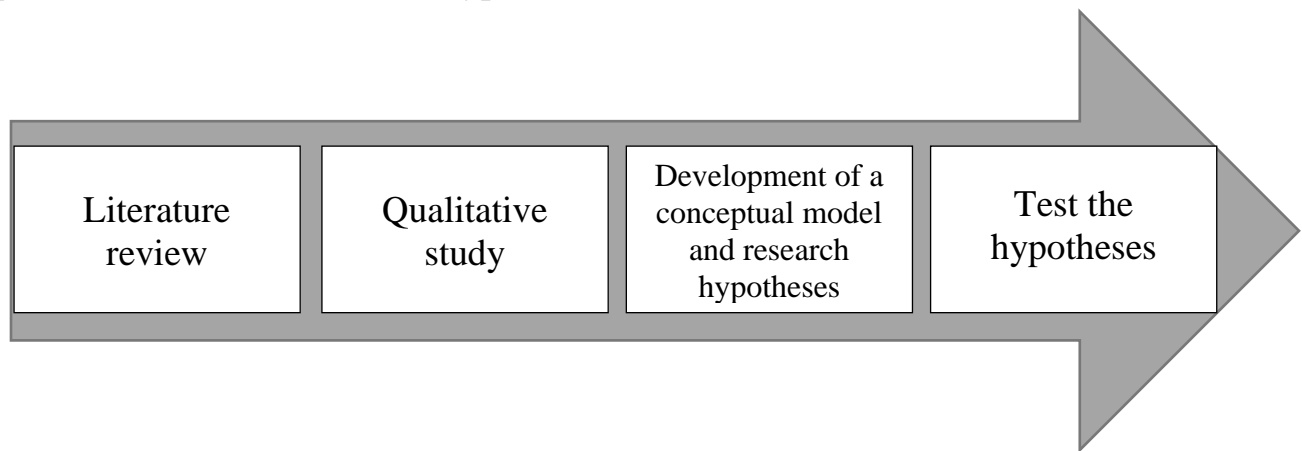 Literature
review
Qualitative
study
Development of a
conceptual model
and research
hypotheses
Test the
hypotheses